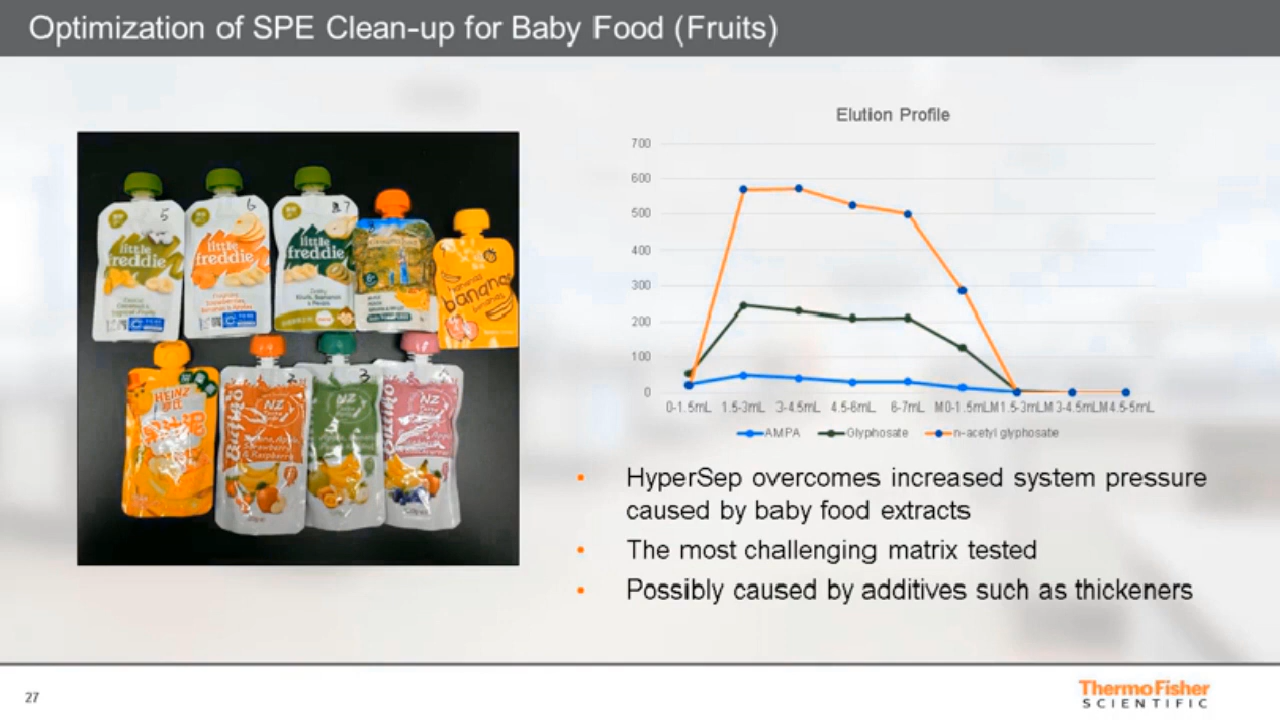 Optimization of SPE Clean-up for Baby Food (Fruits)
5
6
7
little
freddie
little
freddie
little
freddie
bananas
HEINZ
2
3
NZ
NZ
NZ
Elution Profile
700
600
500
400
300
200
100
0
0-1.5mL 1.5-3mL 3-4.5mL 4.5-6mL 6-7mL M0-1.5mL M1.5-3mL M3-4.5mL M4.5-5mL
AMPA Glyphosate n-acetyl glyphosate
• HyperSep overcomes increased system pressure
caused by baby food extracts
• The most challenging matrix tested
• Possibly caused by additives such as thickeners
27
ThermoFisher
SCIENTIFIC